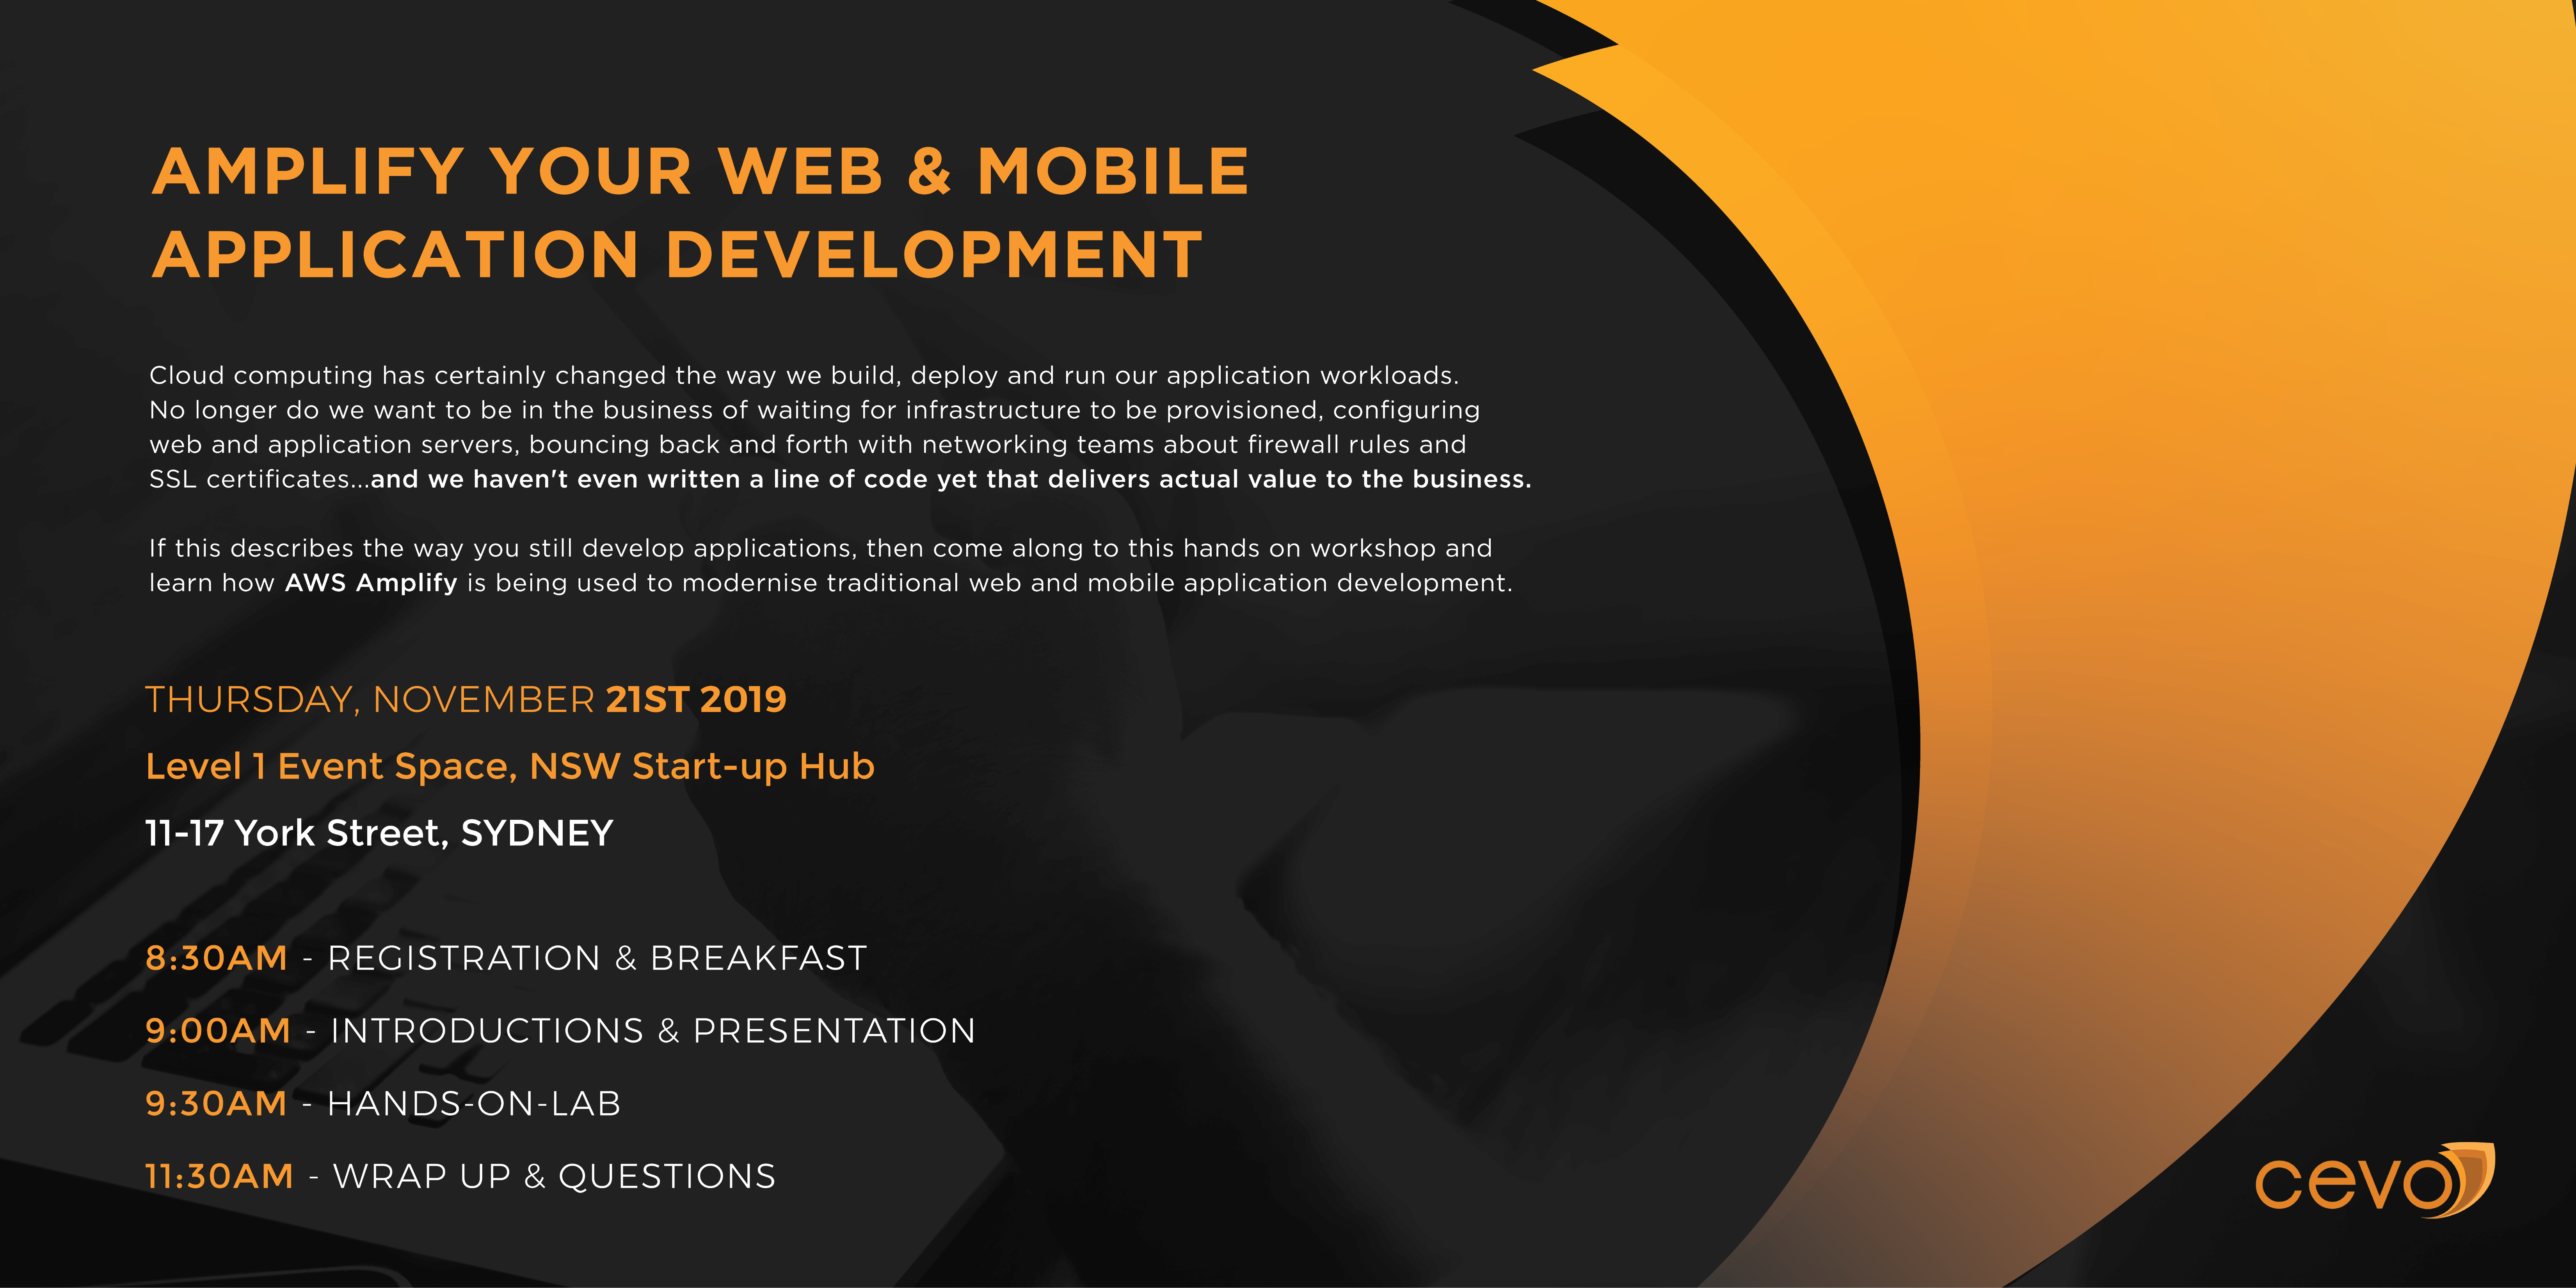 AMPLIFY YOUR WEB & MOBILE
APPLICATION DEVELOPMENT
Cloud computing has certainly changed the way we build, deploy and run our application workloads.
No longer do we want to be in the business of waiting for infrastructure to be provisioned, configuring
web and application servers, bouncing back and forth with networking teams about firewall rules and
SSL certificates...and we haven't even written a line of code yet that delivers actual value to the business.
If this describes the way you still develop applications, then come along to this hands on workshop and
learn how AWS Amplify is being used to modernise traditional web and mobile application development.
THURSDAY, NOVEMBER 21ST 2019
Level 1 Event Space, NSW Start-up Hub
11-17 York Street, SYDNEY
8:30AM - REGISTRATION & BREAKFAST
9:00AM - INTRODUCTIONS & PRESENTATION
9:30AM - HANDS-ON-LAB
11:30AM - WRAP UP & QUESTIONS
cevo